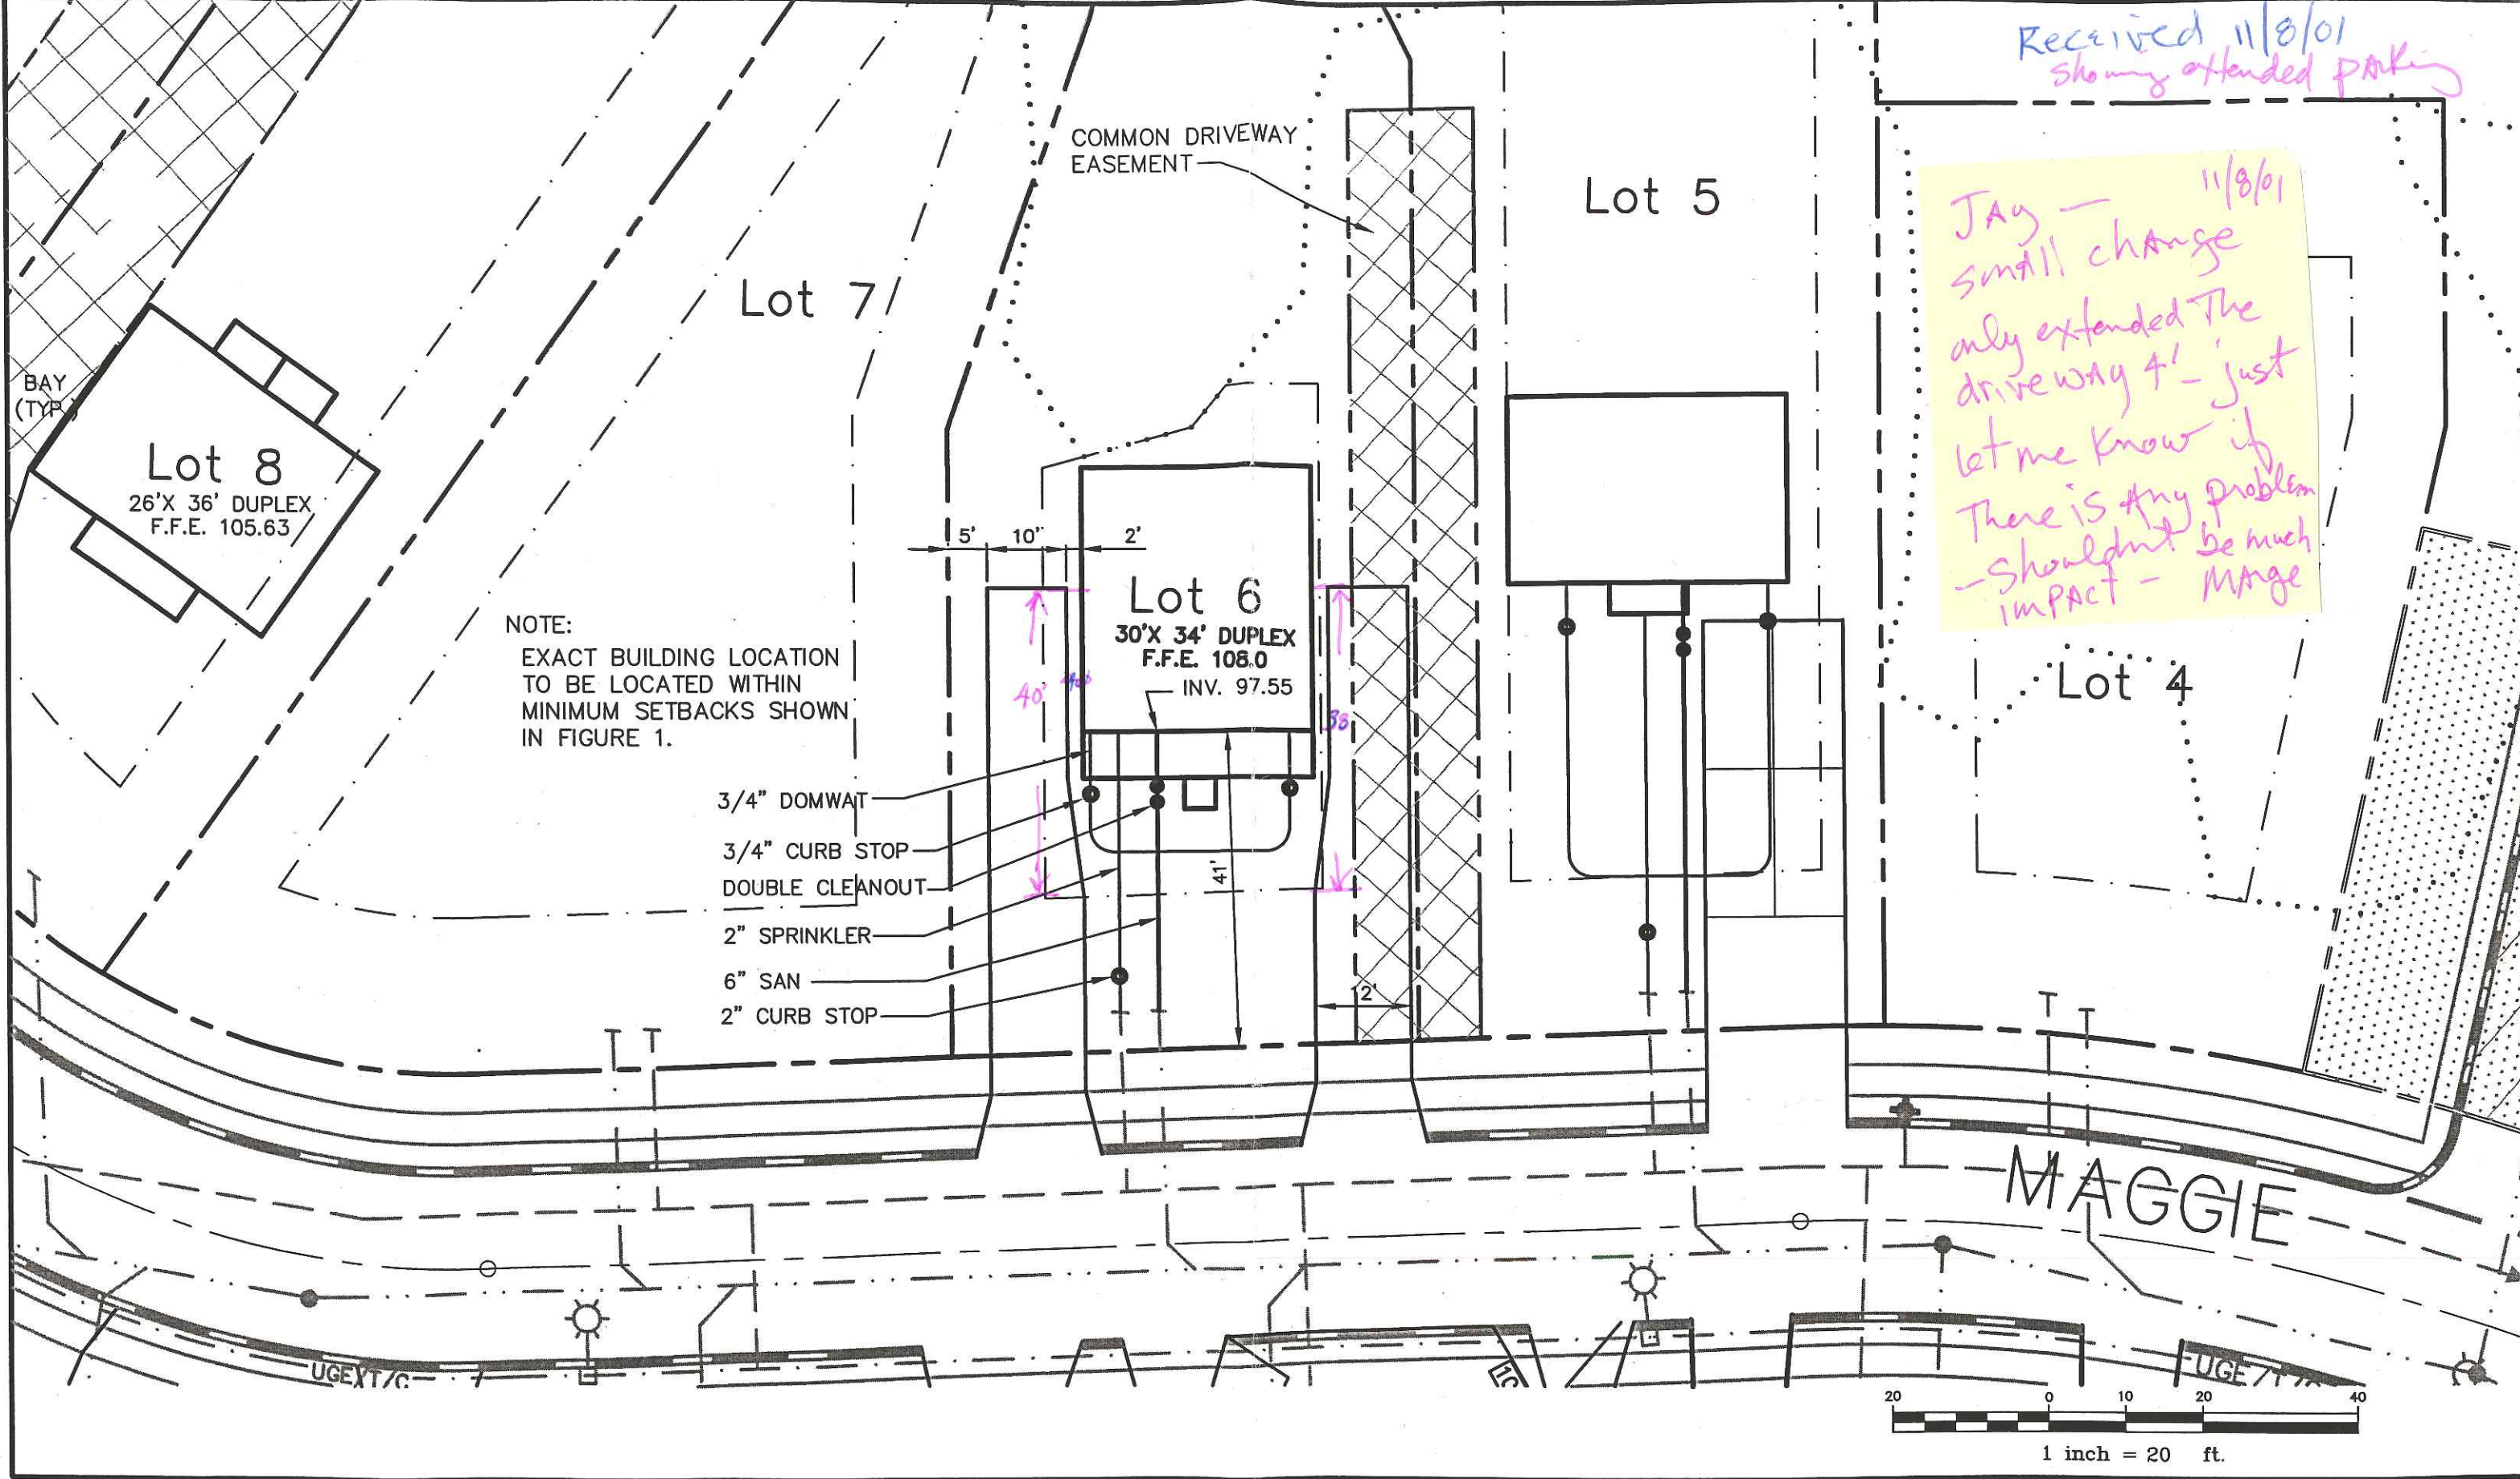 Received 11/8/01
showing extended parking
COMMON DRIVEWAY
EASEMENT
Lot 5
JAy — 11/8/01
small change
only extended The
driveway 4' - just
let me know if
There is Any problem
- Shouldnt be much
impact - MArge
Lot 7
BAY
(TYP.)
Lot 8
26'X 36' DUPLEX
F.F.E. 105.63
5'
10"
2'
Lot 6
30'X 34' DUPLEX
F.F.E. 108.0
INV. 97.55
NOTE:
EXACT BUILDING LOCATION
TO BE LOCATED WITHIN
MINIMUM SETBACKS SHOWN
IN FIGURE 1.
40'
38
Lot 4
3/4" DOMWAT
3/4" CURB STOP
DOUBLE CLEANOUT
2" SPRINKLER
6" SAN
2" CURB STOP
41'
12'
MAGGIE
UGEXT/C
UGE
20 0 10 20 40
1 inch = 20 ft.